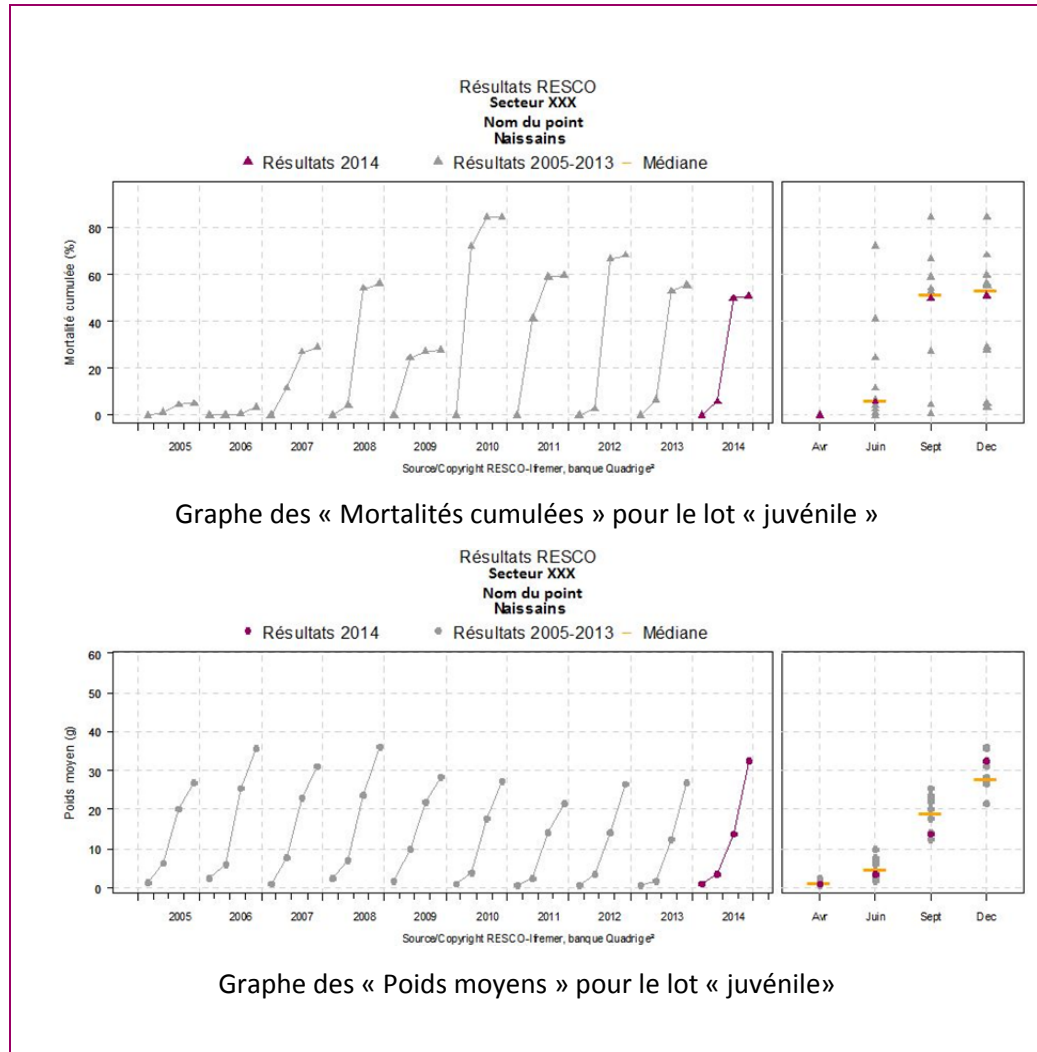 Résultats RESCO
Secteur XXX
Nom du point
Naissains
Résultats 2014 Résultats 2005-2013 Médiane
Mortalité cumulée (%)
80
60
40
20
0
2005 2006 2007 2008 2009 2010 2011 2012 2013 2014
Avr Juin Sept Dec
Source/Copyright RESCO-Ifremer, banque Quadrige²
Graphe des « Mortalités cumulées » pour le lot « juvénile »
Résultats RESCO
Secteur XXX
Nom du point
Naissains
Résultats 2014 Résultats 2005-2013 Médiane
Poids moyen (g)
60
50
40
30
20
10
0
2005 2006 2007 2008 2009 2010 2011 2012 2013 2014
Avr Juin Sept Dec
Source/Copyright RESCO-Ifremer, banque Quadrige²
Graphe des « Poids moyens » pour le lot « juvénile»